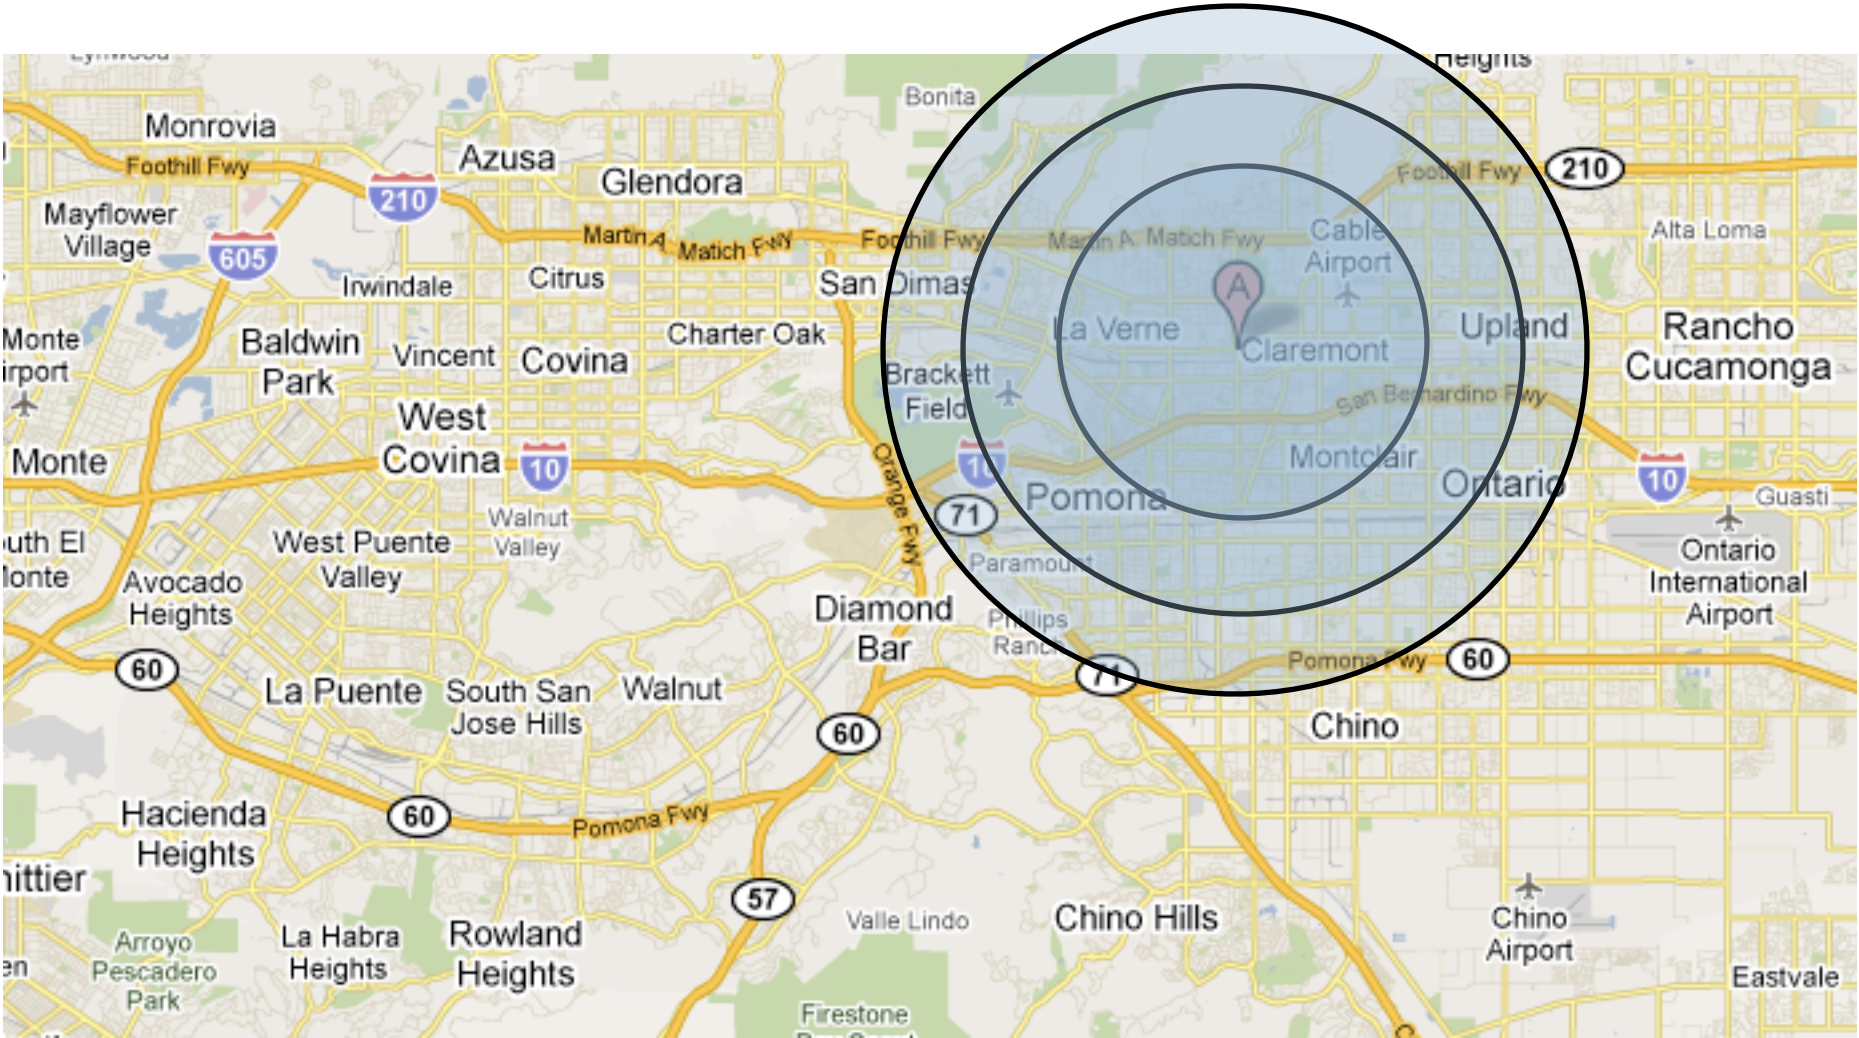 Heights
Bonita
Monrovia
Azusa
Foothill Fwy
210
Foothill Fwy
210
Glendora
Mayflower
Village
605
Martin A.
Matich Fwy
Foothill Fwy
Martin A. Matich Fwy
Cable
Airport
Alta Loma
Irwindale
Citrus
San Dimas
A
Monte
Baldwin
Park
Vincent
Covina
Charter Oak
La Verne
Claremont
Upland
Rancho
Cucamonga
Brackett
Field
San Bernardino Fwy
West
Covina
Monte
10
Orange Fwy
10
Montclair
Pomona
Ontario
10
Guasti
71
Walnut
Valley
West Puente
Valley
Paramount
Ontario
International
Airport
Avocado
Heights
Diamond
Bar
Phillips
Ranch
60
La Puente
South San
Jose Hills
Walnut
71
Pomona Fwy
60
60
Chino
Hacienda
Heights
60
Pomona Fwy
57
Valle Lindo
Chino Hills
Chino
Airport
Arroyo
Pescadero
Park
La Habra
Heights
Rowland
Heights
Eastvale
Firestone